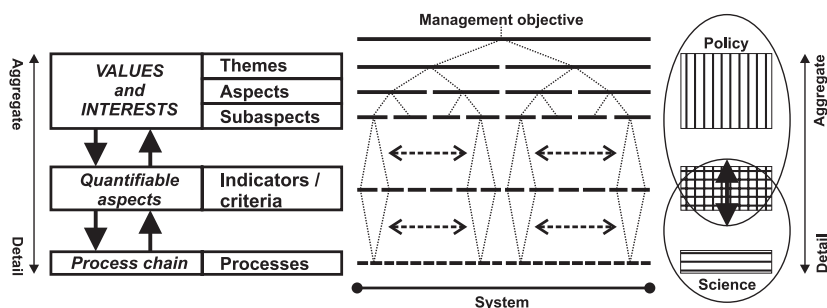 Management objective
Aggregate
Detail
VALUES
and
INTERESTS
Themes
Aspects
Subaspects
Quantifiable
aspects
Indicators /
criteria
Process chain
Processes
System
Policy
Science
Aggregate
Detail